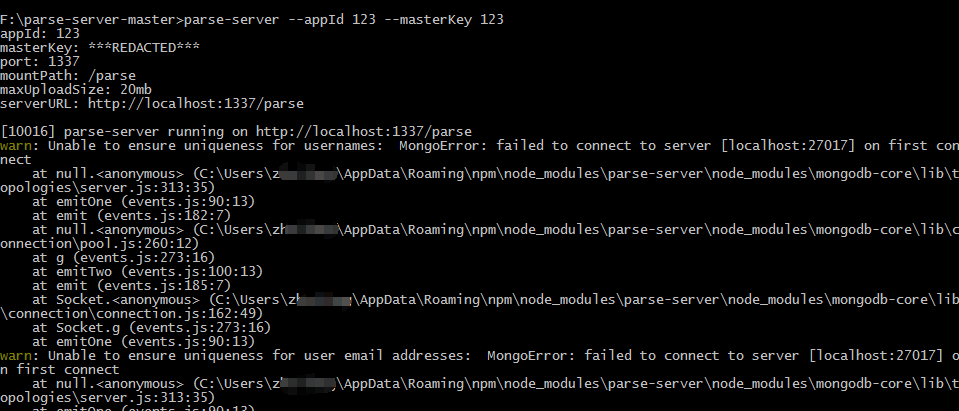 F:\parse-server-master>parse-server --appId 123 --masterKey 123
appId: 123
masterKey: ***REDACTED***
port: 1337
mountPath: /parse
maxUploadSize: 20mb
serverURL: http://localhost:1337/parse
[10016] parse-server running on http://localhost:1337/parse
warn: Unable to ensure uniqueness for usernames:  MongoError: failed to connect to server [localhost:27017] on first con
nect
    at null.<anonymous> (C:\Users\z \AppData\Roaming\npm\node_modules\parse-server\node_modules\mongodb-core\lib\t
opologies\server.js:313:35)
    at emitOne (events.js:90:13)
    at emit (events.js:182:7)
    at null.<anonymous> (C:\Users\zh \AppData\Roaming\npm\node_modules\parse-server\node_modules\mongodb-core\lib\c
onnection\pool.js:260:12)
    at g (events.js:273:16)
    at emitTwo (events.js:100:13)
    at emit (events.js:185:7)
    at Socket.<anonymous> (C:\Users\zh \AppData\Roaming\npm\node_modules\parse-server\node_modules\mongodb-core\lib
\connection\connection.js:162:49)
    at Socket.g (events.js:273:16)
    at emitOne (events.js:90:13)
warn: Unable to ensure uniqueness for user email addresses:  MongoError: failed to connect to server [localhost:27017] o
n first connect
    at null.<anonymous> (C:\Users\z \AppData\Roaming\npm\node_modules\parse-server\node_modules\mongodb-core\lib\t
opologies\server.js:313:35)
    at emitOne (events.js:90:13)